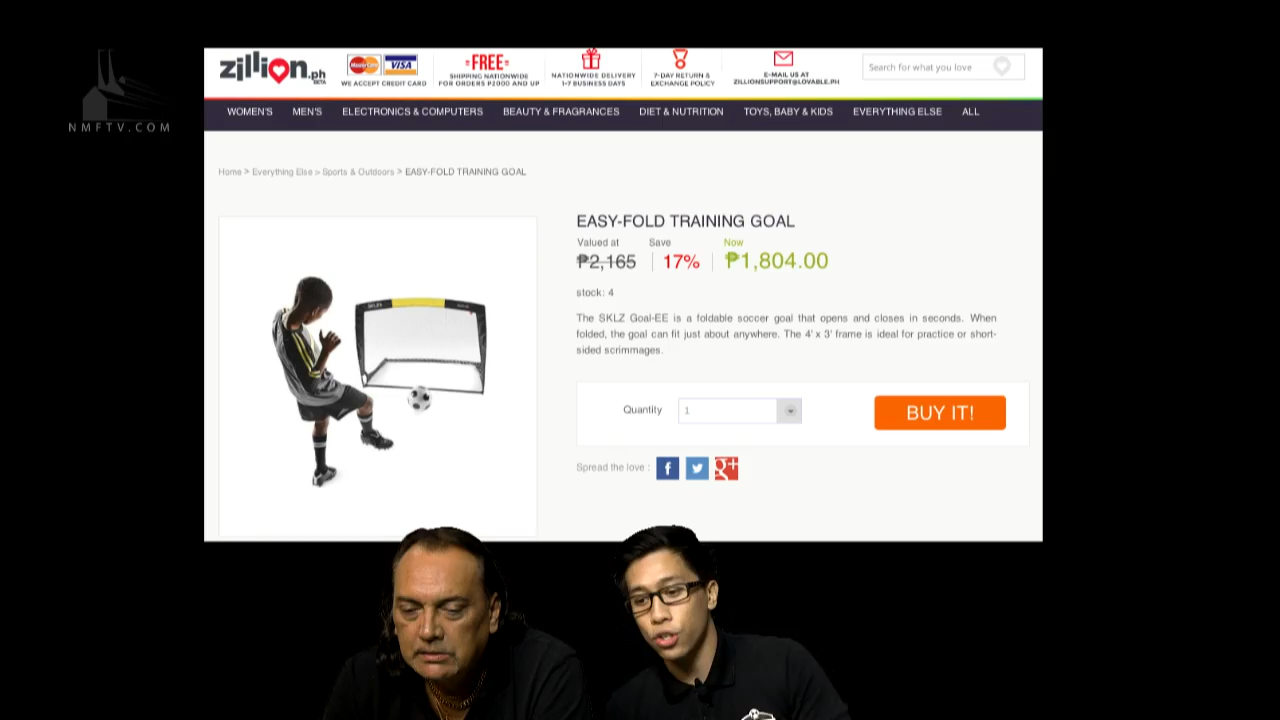 zillion.ph
BETA
MasterCard VISA
WE ACCEPT CREDIT CARD
FREE
SHIPPING NATIONWIDE
FOR ORDERS P2000 AND UP
NATIONWIDE DELIVERY
1-7 BUSINESS DAYS
7-DAY RETURN &
EXCHANGE POLICY
E-MAIL US AT
ZILLIONSUPPORT@LOVABLE.PH
Search for what you love
NMFTV.COM
WOMEN'S MEN'S ELECTRONICS & COMPUTERS BEAUTY & FRAGRANCES DIET & NUTRITION TOYS, BABY & KIDS EVERYTHING ELSE ALL
Home > Everything Else > Sports & Outdoors > EASY-FOLD TRAINING GOAL
EASY-FOLD TRAINING GOAL
Valued at Save Now
₱2,165 17% ₱1,804.00
stock: 4
The SKLZ Goal-EE is a foldable soccer goal that opens and closes in seconds. When
folded, the goal can fit just about anywhere. The 4' x 3' frame is ideal for practice or short-
sided scrimmages.
Quantity 1 BUY IT!
Spread the love :
f g+